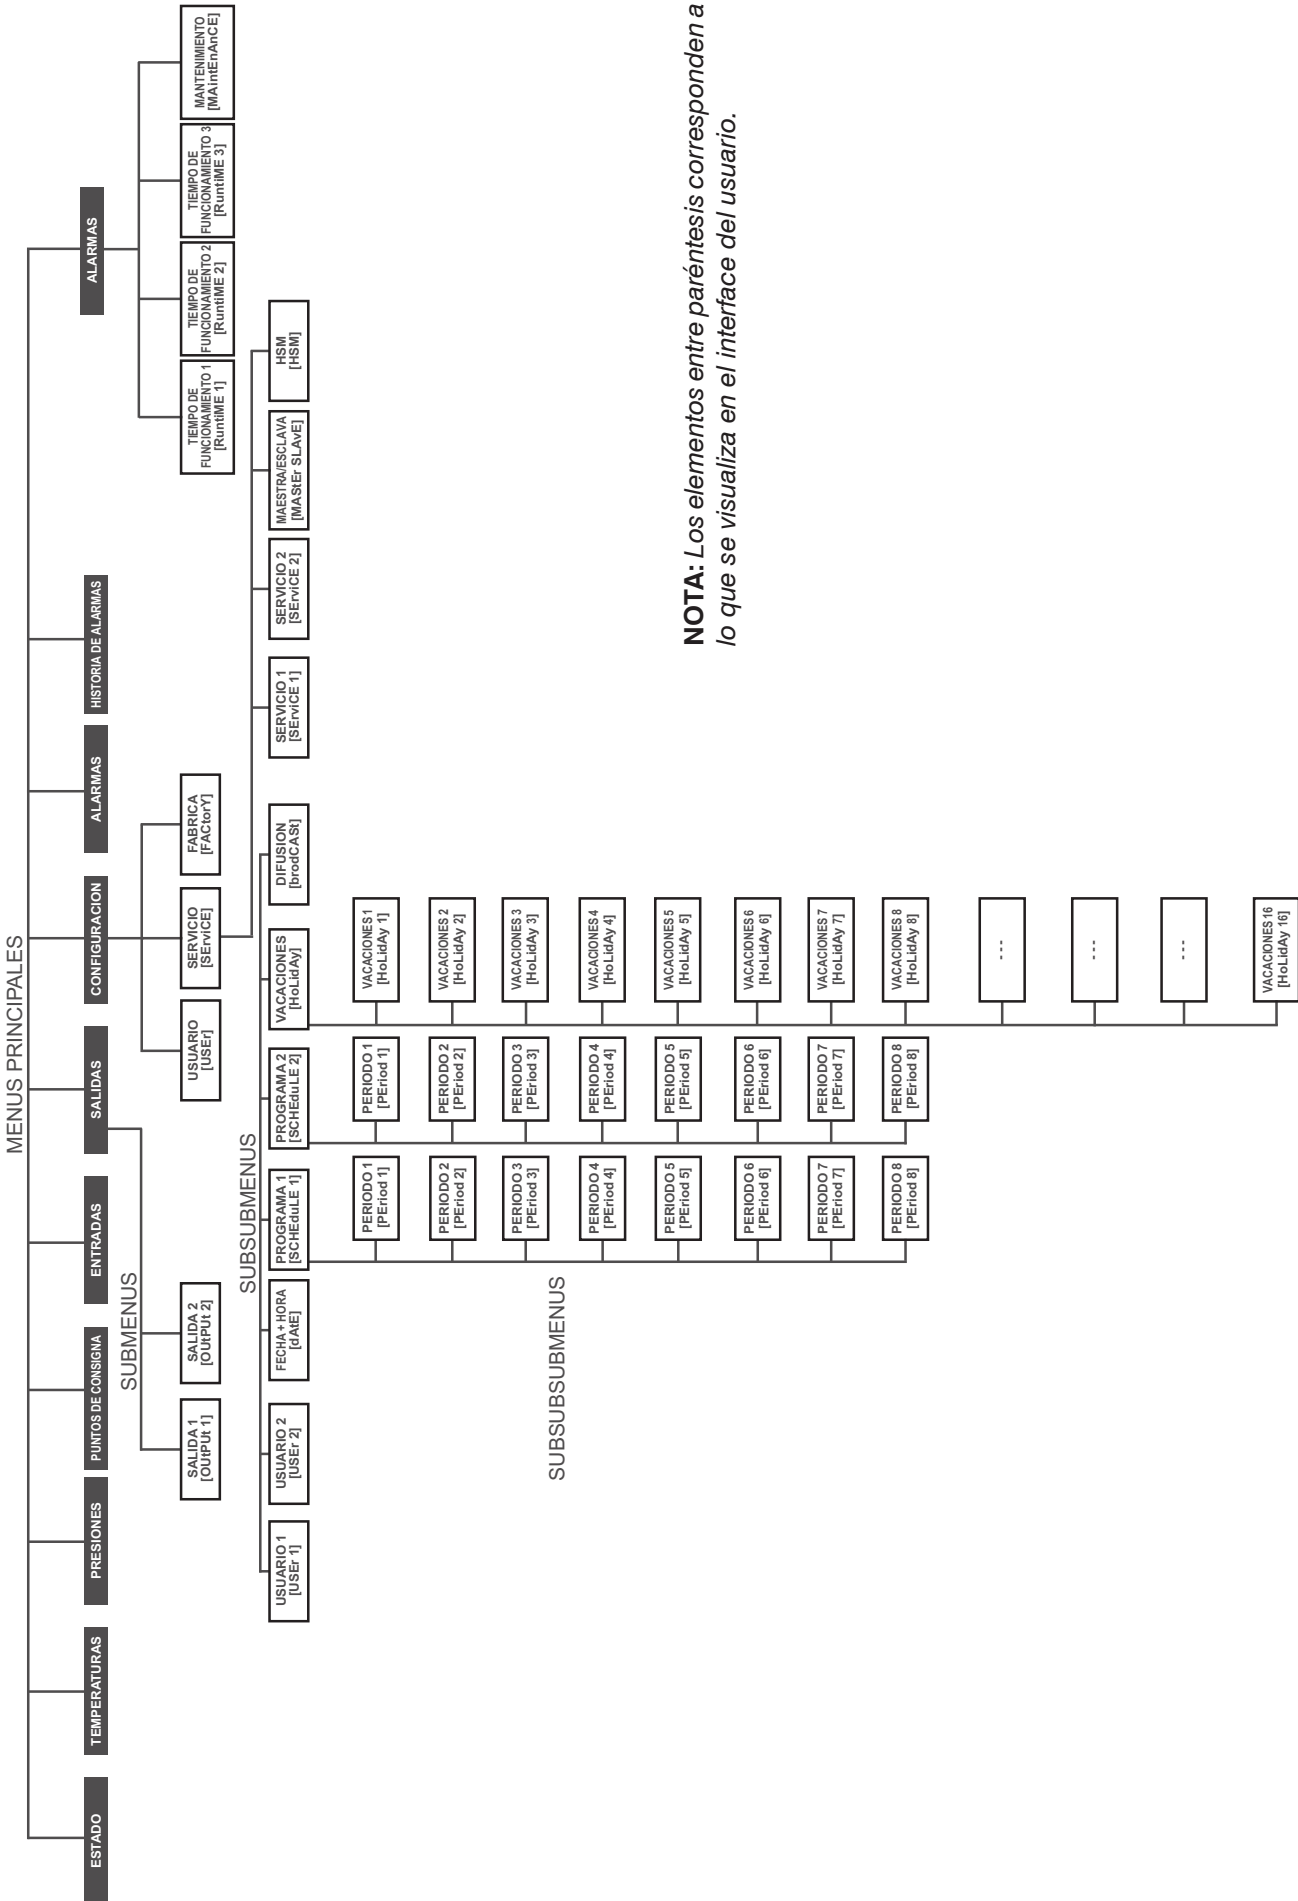 MENUS PRINCIPALES
ESTADO
TEMPERATURAS
PRESIONES
PUNTOS DE CONSIGNA
ENTRADAS
SALIDAS
CONFIGURACION
ALARMAS
HISTORIA DE ALARMAS
ALARMAS
SUBMENUS
SALIDA 1
[OUtPUt 1]
SALIDA 2
[OUtPUt 2]
USUARIO
[USEr]
SERVICIO
[SErviCE]
FABRICA
[FACtorY]
TIEMPO DE
FUNCIONAMIENTO 1
[RuntiME 1]
TIEMPO DE
FUNCIONAMIENTO 2
[RuntiME 2]
TIEMPO DE
FUNCIONAMIENTO 3
[RuntiME 3]
MANTENIMIENTO
[MAintEnAnCE]
SUBSUBMENUS
USUARIO 1
[USEr 1]
USUARIO 2
[USEr 2]
FECHA + HORA
[dAtE]
PROGRAMA 1
[SCHEduLE 1]
PROGRAMA 2
[SCHEduLE 2]
VACACIONES
[HoLidAy]
DIFUSION
[brodCASt]
SERVICIO 1
[SErviCE 1]
SERVICIO 2
[SErviCE 2]
MAESTRA/ESCLAVA
[MAStEr SLAvE]
HSM
[HSM]
SUBSUBSUBMENUS
PERIODO 1
[PEriod 1]
PERIODO 2
[PEriod 2]
PERIODO 3
[PEriod 3]
PERIODO 4
[PEriod 4]
PERIODO 5
[PEriod 5]
PERIODO 6
[PEriod 6]
PERIODO 7
[PEriod 7]
PERIODO 8
[PEriod 8]
PERIODO 1
[PEriod 1]
PERIODO 2
[PEriod 2]
PERIODO 3
[PEriod 3]
PERIODO 4
[PEriod 4]
PERIODO 5
[PEriod 5]
PERIODO 6
[PEriod 6]
PERIODO 7
[PEriod 7]
PERIODO 8
[PEriod 8]
VACACIONES 1
[HoLidAy 1]
VACACIONES 2
[HoLidAy 2]
VACACIONES 3
[HoLidAy 3]
VACACIONES 4
[HoLidAy 4]
VACACIONES 5
[HoLidAy 5]
VACACIONES 6
[HoLidAy 6]
VACACIONES 7
[HoLidAy 7]
VACACIONES 8
[HoLidAy 8]
---
---
---
VACACIONES 16
[HoLidAy 16]
NOTA: Los elementos entre paréntesis corresponden a
lo que se visualiza en el interface del usuario.